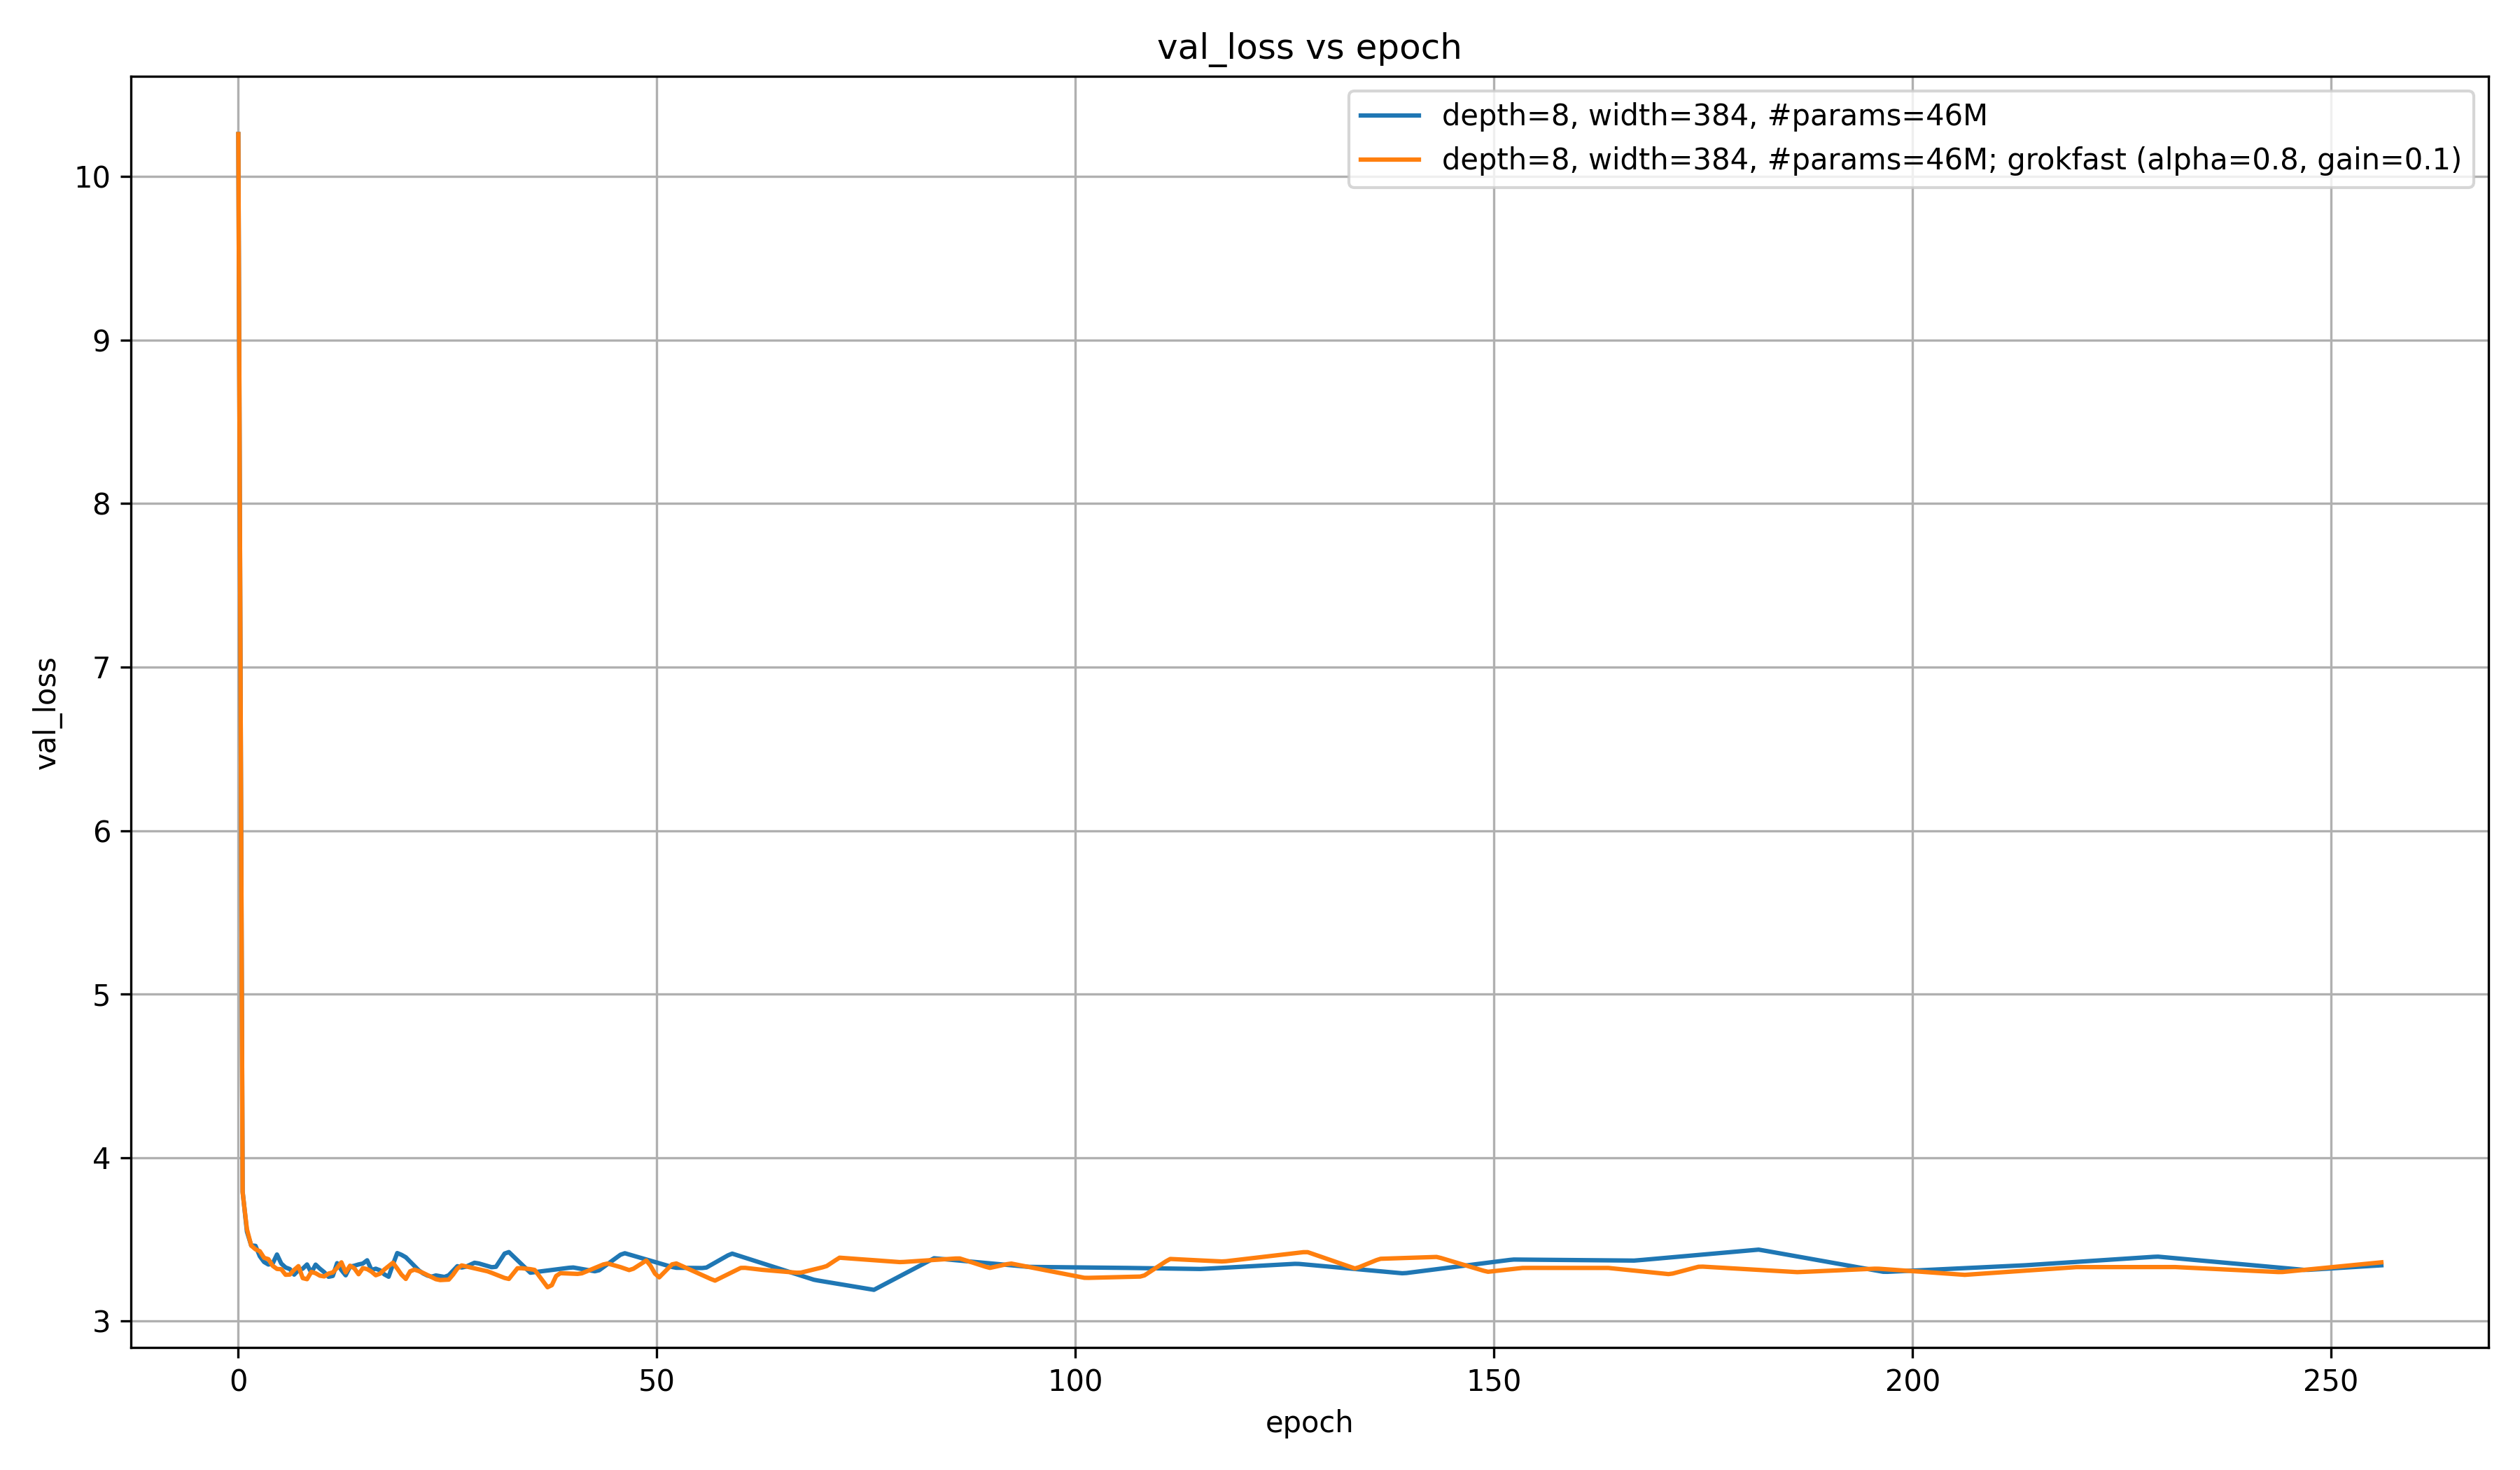 val_loss vs epoch
depth=8, width=384, #params=46M
depth=8, width=384, #params=46M; grokfast (alpha=0.8, gain=0.1)
10
9
8
7
6
5
4
3
val_loss
0 50 100 150 200 250
epoch